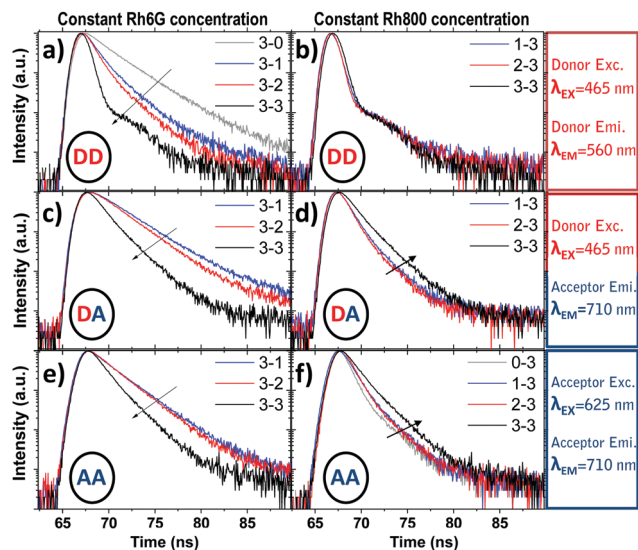 Constant Rh6G concentration
Constant Rh800 concentration
Intensity (a.u.)
a)
3-0
3-1
3-2
3-3
DD
b)
1-3
2-3
3-3
DD
Donor Exc.
λEX=465 nm
Donor Emi.
λEM=560 nm
Intensity (a.u.)
c)
3-1
3-2
3-3
DA
d)
1-3
2-3
3-3
DA
Donor Exc.
λEX=465 nm
Acceptor Emi.
λEM=710 nm
Intensity (a.u.)
e)
3-1
3-2
3-3
AA
f)
0-3
1-3
2-3
3-3
AA
Acceptor Exc.
λEX=625 nm
Acceptor Emi.
λEM=710 nm
65 70 75 80 85
65 70 75 80 85
Time (ns)
Time (ns)